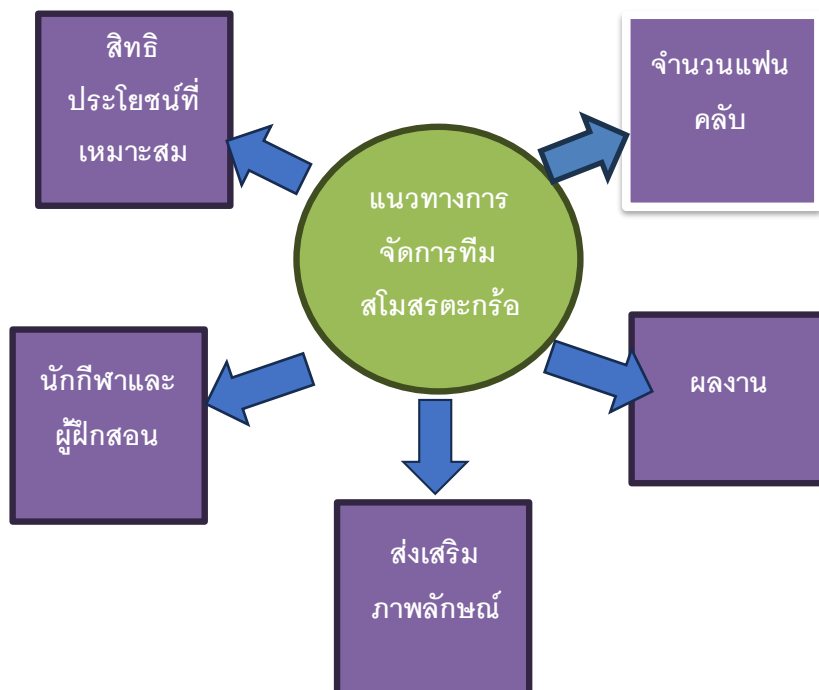 สิทธิ
ประโยชน์ที่
เหมาะสม
จำนวนแฟน
คลับ
แนวทางการ
จัดการทีม
สโมสรตะกร้อ
นักกีฬาและ
ผู้ฝึกสอน
ผลงาน
ส่งเสริม
ภาพลักษณ์